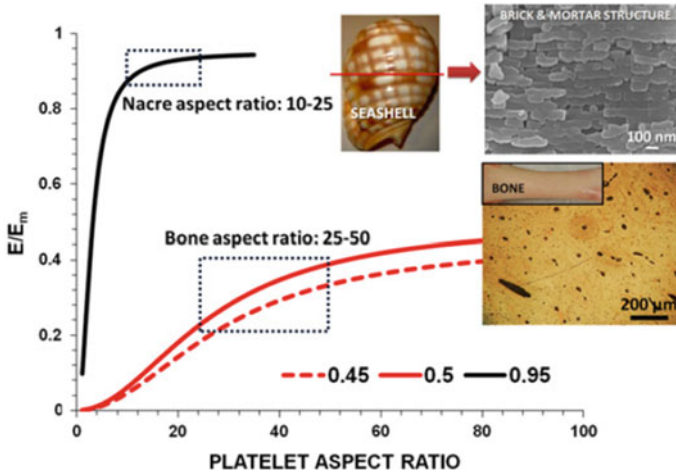 BRICK & MORTAR STRUCTURE
1
0.8
0.6
0.4
0.2
0
E/Em
Nacre aspect ratio: 10-25
SEASHELL
100 nm
BONE
Bone aspect ratio: 25-50
200 µm
0.45
0.5
0.95
0
20
40
60
80
100
PLATELET ASPECT RATIO